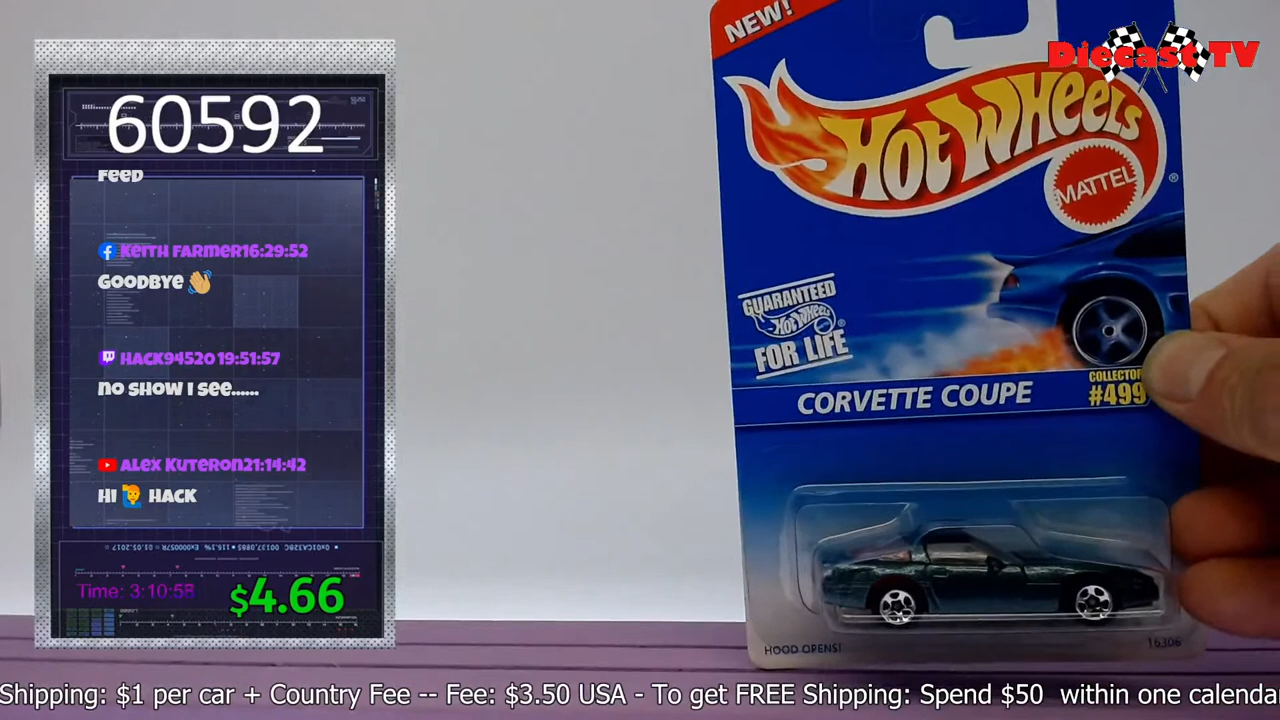 60592
FEED
Keith Farmer16:29:52
GOODBYE 👋
Hack94520 19:51:57
NO SHOW I SEE......
Alex Kuteron21:14:42
HI 🙋 HACK
Time: 3:10:58
$4.66
NEW!
Diecast TV
HOT WHEELS
MATTEL
®
GUARANTEED
HOT WHEELS
®
FOR LIFE
CORVETTE COUPE
COLLECTOR
#499
HOOD OPENS!
16306
Shipping: $1 per car + Country Fee -- Fee: $3.50 USA - To get FREE Shipping: Spend $50 within one calenda